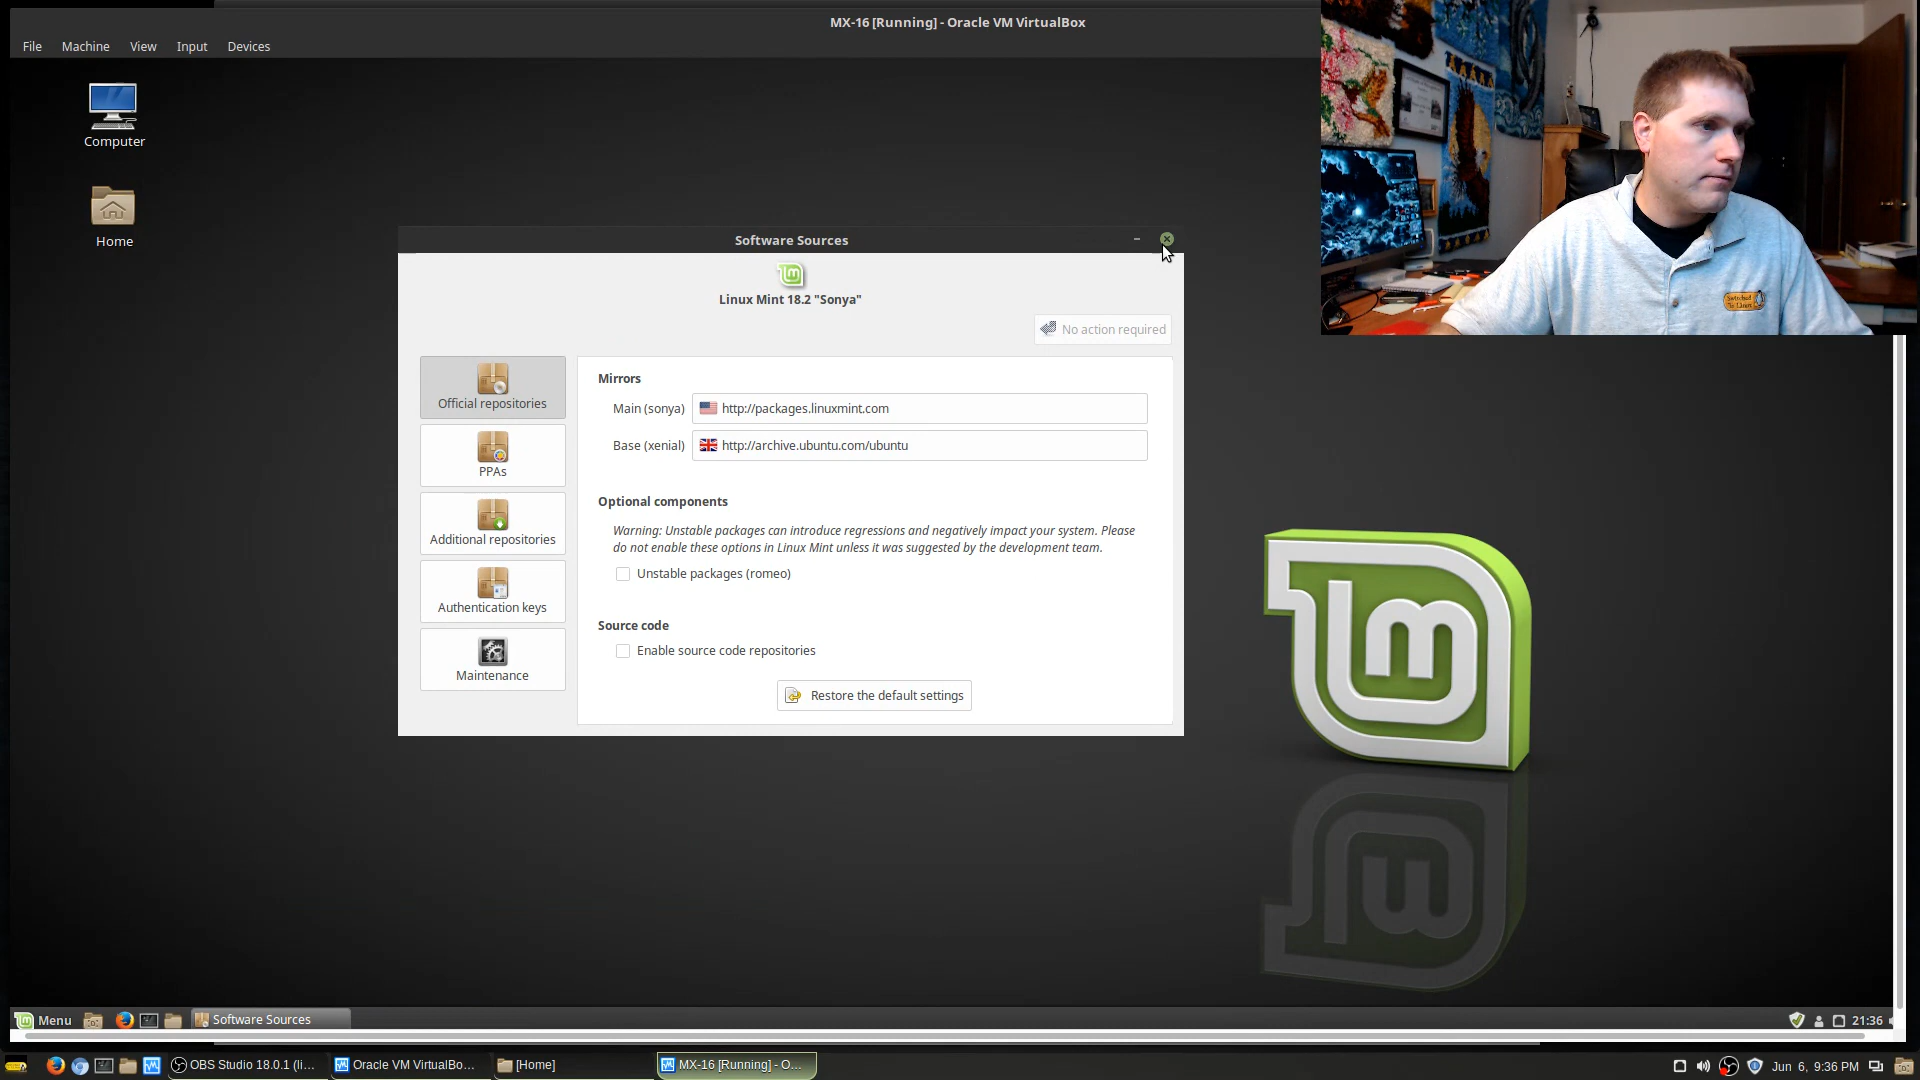 MX-16 [Running] - Oracle VM VirtualBox
File Machine View Input Devices
Computer
Home
Software Sources
Linux Mint 18.2 "Sonya"
No action required
Official repositories
PPAs
Additional repositories
Authentication keys
Maintenance
Mirrors
Main (sonya) http://packages.linuxmint.com
Base (xenial) http://archive.ubuntu.com/ubuntu
Optional components
Warning: Unstable packages can introduce regressions and negatively impact your system. Please
do not enable these options in Linux Mint unless it was suggested by the development team.
Unstable packages (romeo)
Source code
Enable source code repositories
Restore the default settings
Switched
To Linux
Menu
Software Sources
21:36
OBS Studio 18.0.1 (li...
Oracle VM VirtualBo...
[Home]
MX-16 [Running] - O...
Jun 6, 9:36 PM